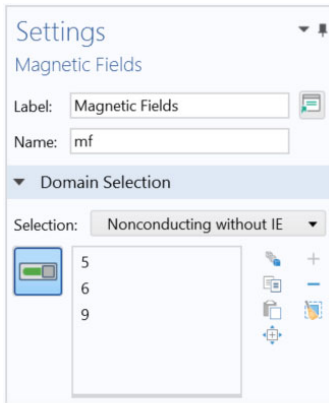 Settings
Magnetic Fields
Label: Magnetic Fields
Name: mf
Domain Selection
Selection: Nonconducting without IE
5
6
9